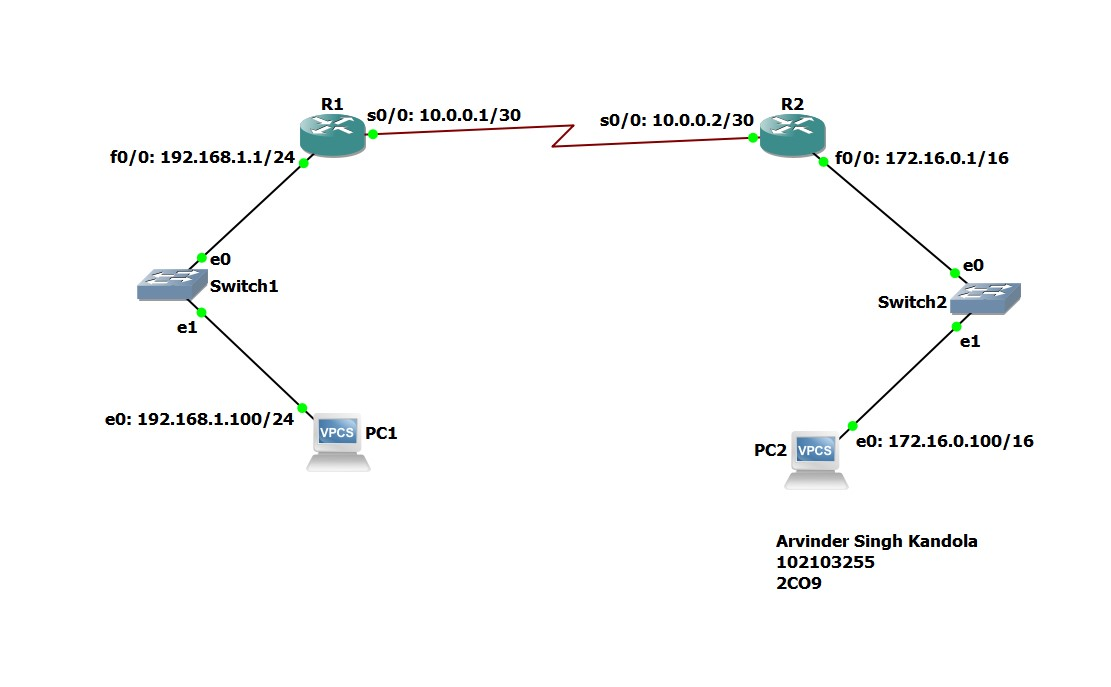 R1
s0/0: 10.0.0.1/30
R2
s0/0: 10.0.0.2/30
f0/0: 192.168.1.1/24
f0/0: 172.16.0.1/16
e0
Switch1
e1
e0
Switch2
e1
e0: 192.168.1.100/24
VPCS
PC1
PC2
VPCS
e0: 172.16.0.100/16
Arvinder Singh Kandola
102103255
2CO9